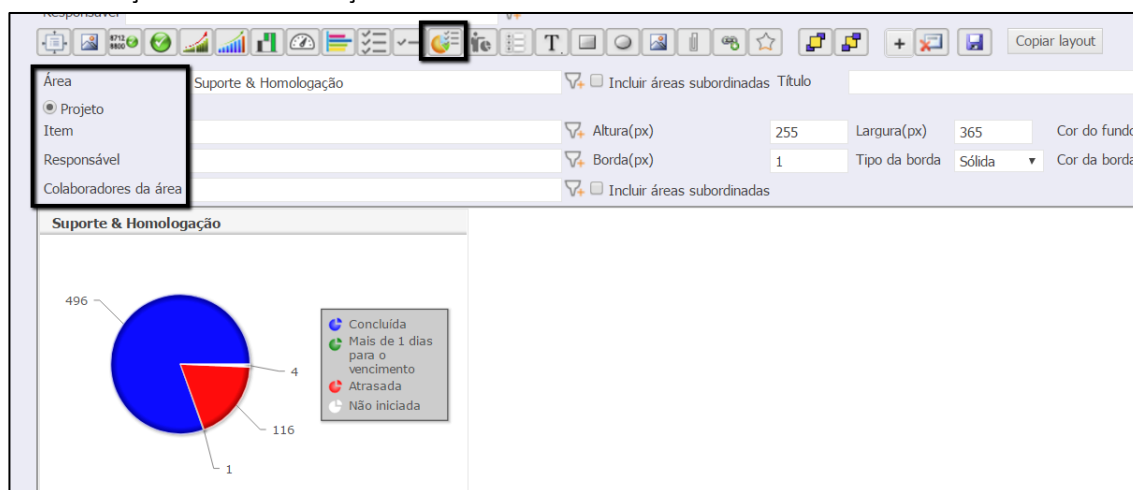 Responsável
8712
8800
ire
T
Copiar layout
Área Suporte & Homologação Incluir áreas subordinadas Título
Projeto
Item Altura(px) 255 Largura(px) 365 Cor do fundo
Responsável Borda(px) 1 Tipo da borda Sólida Cor da borda
Colaboradores da área Incluir áreas subordinadas
Suporte & Homologação
496
Concluída
Mais de 1 dias
para o
vencimento
4
Atrasada
Não iniciada
116
1